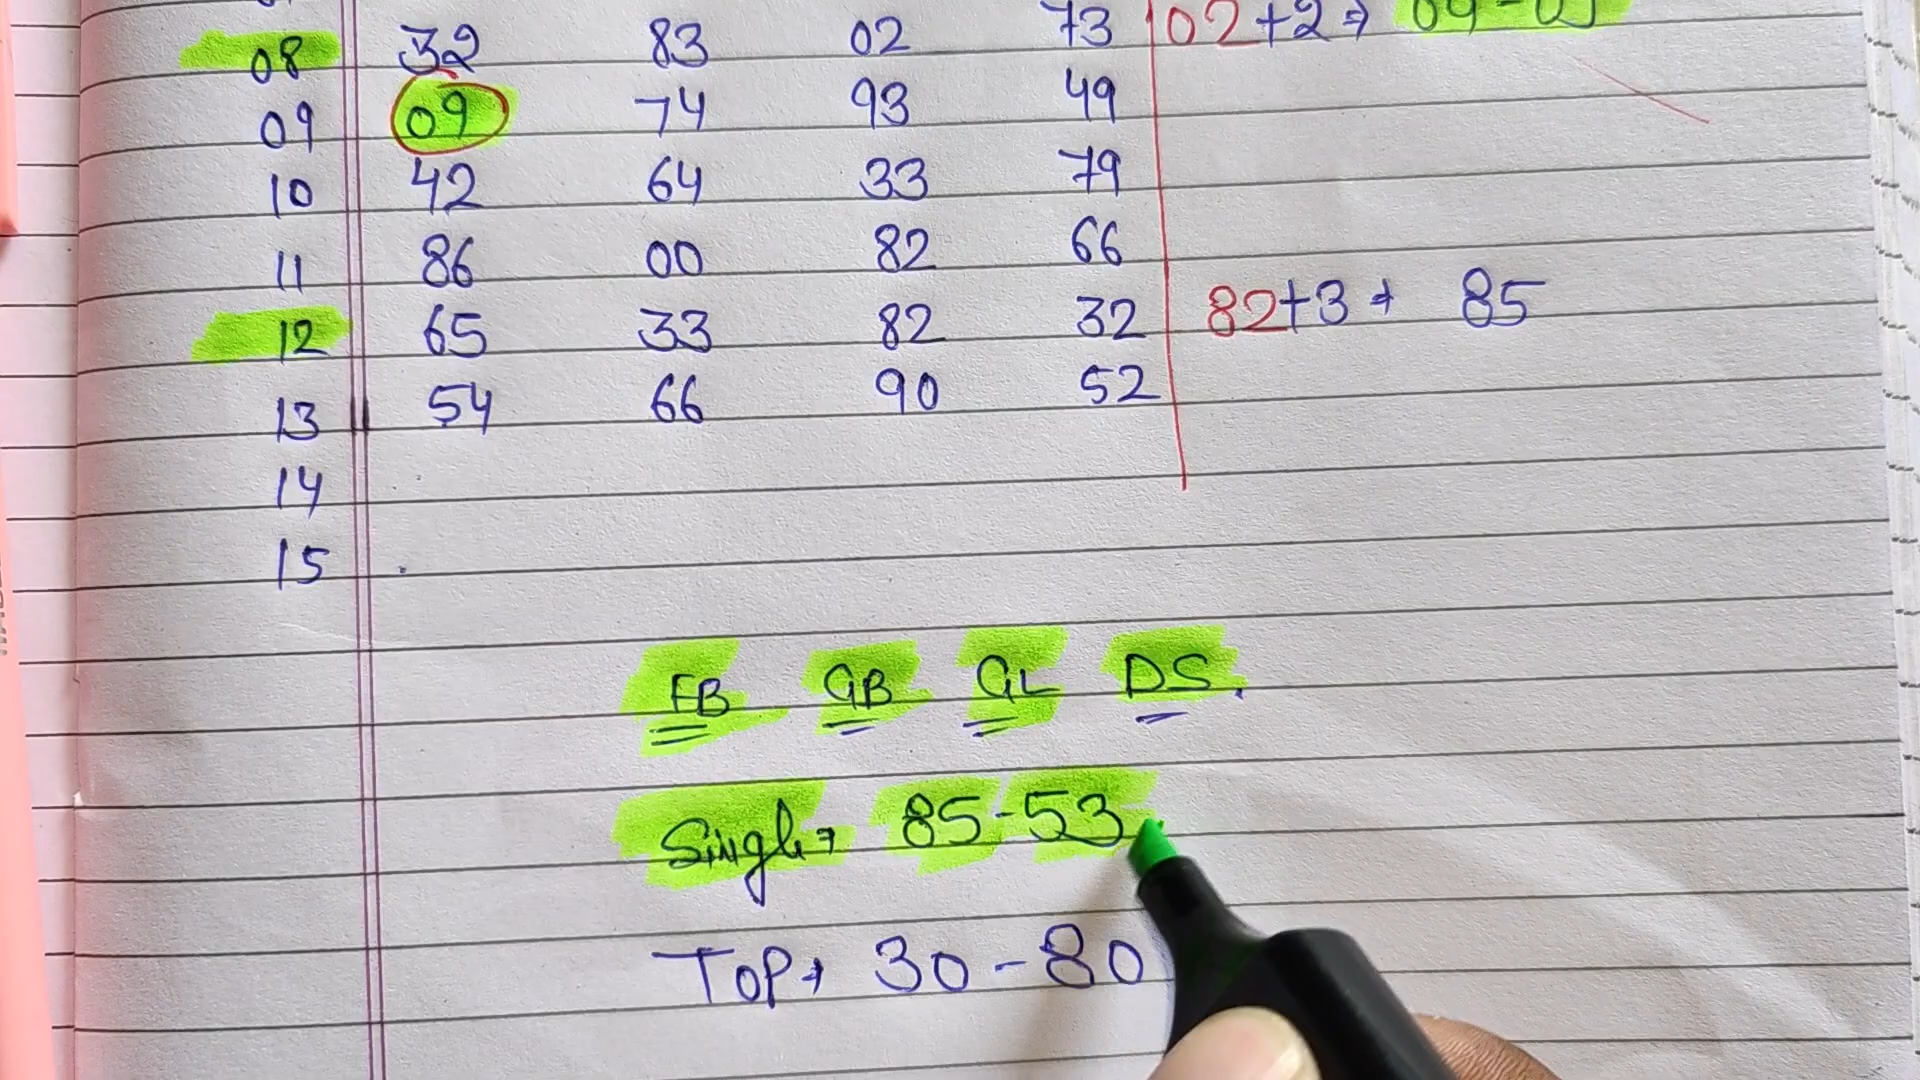 08 32 83 02 73 02+2→
09 09 74 93 49
10 42 64 33 79
11 86 00 82 66
12 65 33 82 32 82+3→ 85
13 54 66 90 52
14
15 .
FB GB GL DS.
Single→ 85-53
TOP→ 30-80